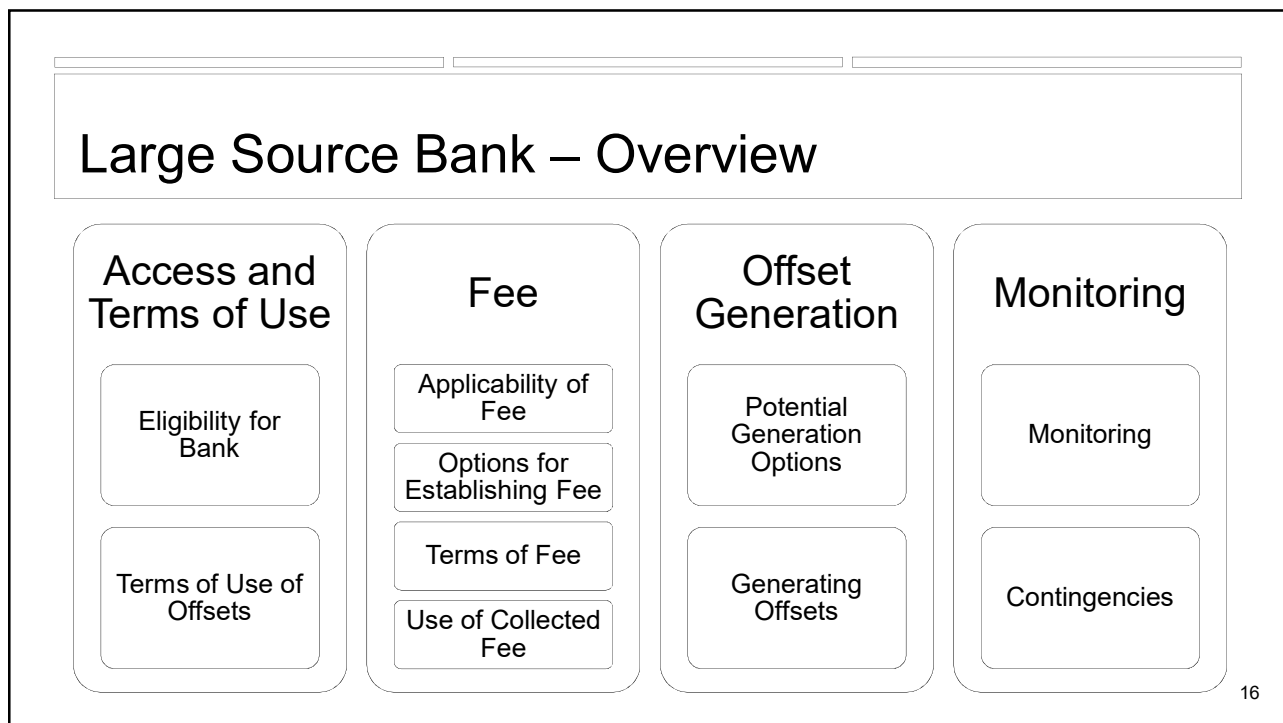 Large Source Bank – Overview
Access and
Terms of Use
Eligibility for
Bank
Terms of Use of
Offsets
Fee
Applicability of
Fee
Options for
Establishing Fee
Terms of Fee
Use of Collected
Fee
Offset
Generation
Potential
Generation
Options
Generating
Offsets
Monitoring
Monitoring
Contingencies
16